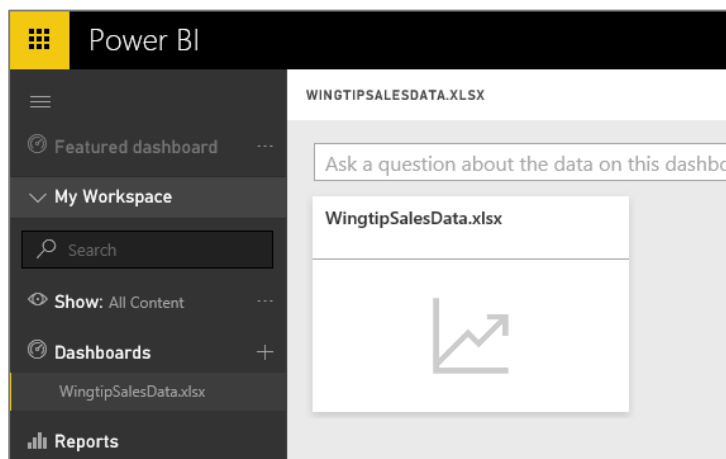 Power BI
Featured dashboard
My Workspace
Search
Show: All Content
Dashboards
WingtipSalesData.xlsx
Reports
WINGTIPSALESDATA.XLSX
Ask a question about the data on this dashbo
WingtipSalesData.xlsx